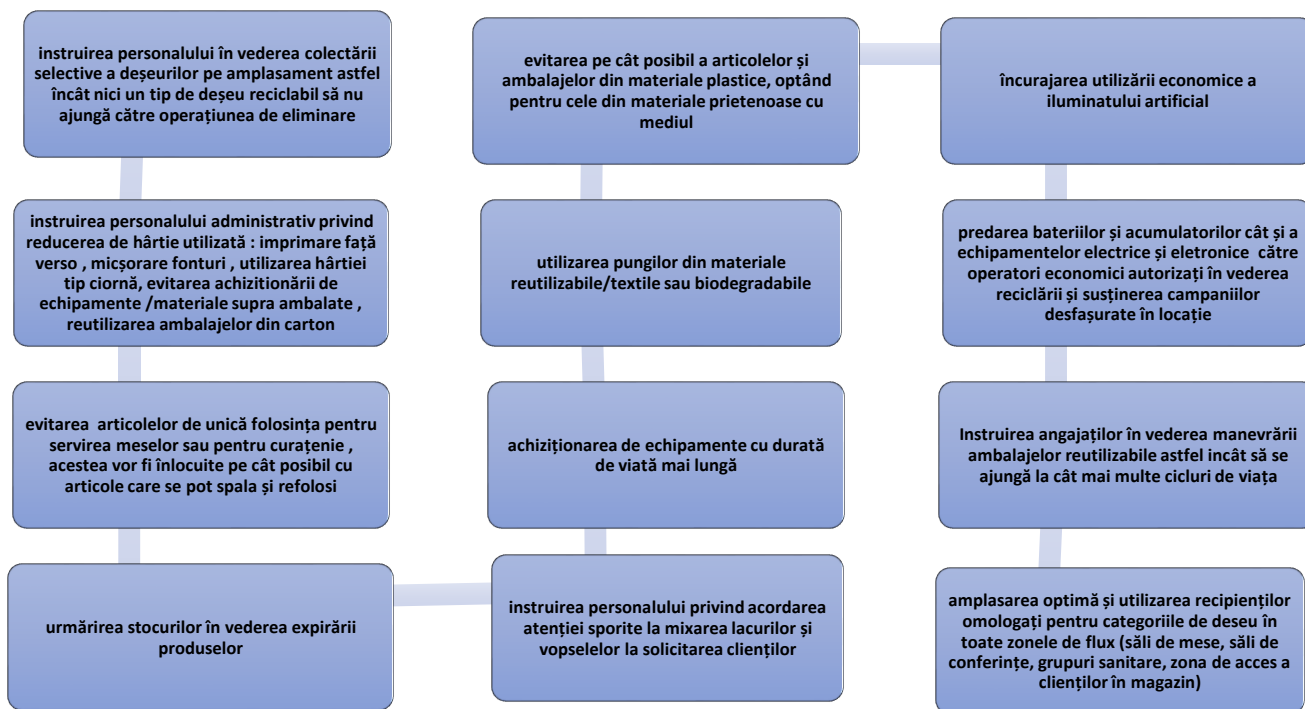 instruirea personalului în vederea colectării
selective a deșeurilor pe amplasament astfel
încât nici un tip de deșeu reciclabil să nu
ajungă către operațiunea de eliminare
instruirea personalului administrativ privind
reducerea de hârtie utilizată : imprimare față
verso , micșorare fonturi , utilizarea hârtiei
tip ciornă, evitarea achizitionării de
echipamente /materiale supra ambalate ,
reutilizarea ambalajelor din carton
evitarea articolelor de unică folosința pentru
servirea meselor sau pentru curațenie ,
acestea vor fi înlocuite pe cât posibil cu
articole care se pot spala și refolosi
urmărirea stocurilor în vederea expirării
produselor
instruirea personalului privind acordarea
atenției sporite la mixarea lacurilor și
vopselelor la solicitarea clienților
achiziționarea de echipamente cu durată
de viată mai lungă
utilizarea pungilor din materiale
reutilizabile/textile sau biodegradabile
evitarea pe cât posibil a articolelor și
ambalajelor din materiale plastice, optând
pentru cele din materiale prietenoase cu
mediul
încurajarea utilizării economice a
iluminatului artificial
predarea bateriilor și acumulatorilor cât și a
echipamentelor electrice și eletronice către
operatori economici autorizați în vederea
reciclării și susținerea campaniilor
desfașurate în locație
Instruirea angajaților în vederea manevrării
ambalajelor reutilizabile astfel incât să se
ajungă la cât mai multe cicluri de viața
amplasarea optimă și utilizarea recipienților
omologați pentru categoriile de deseu în
toate zonele de flux (săli de mese, săli de
conferințe, grupuri sanitare, zona de acces a
clienților în magazin)